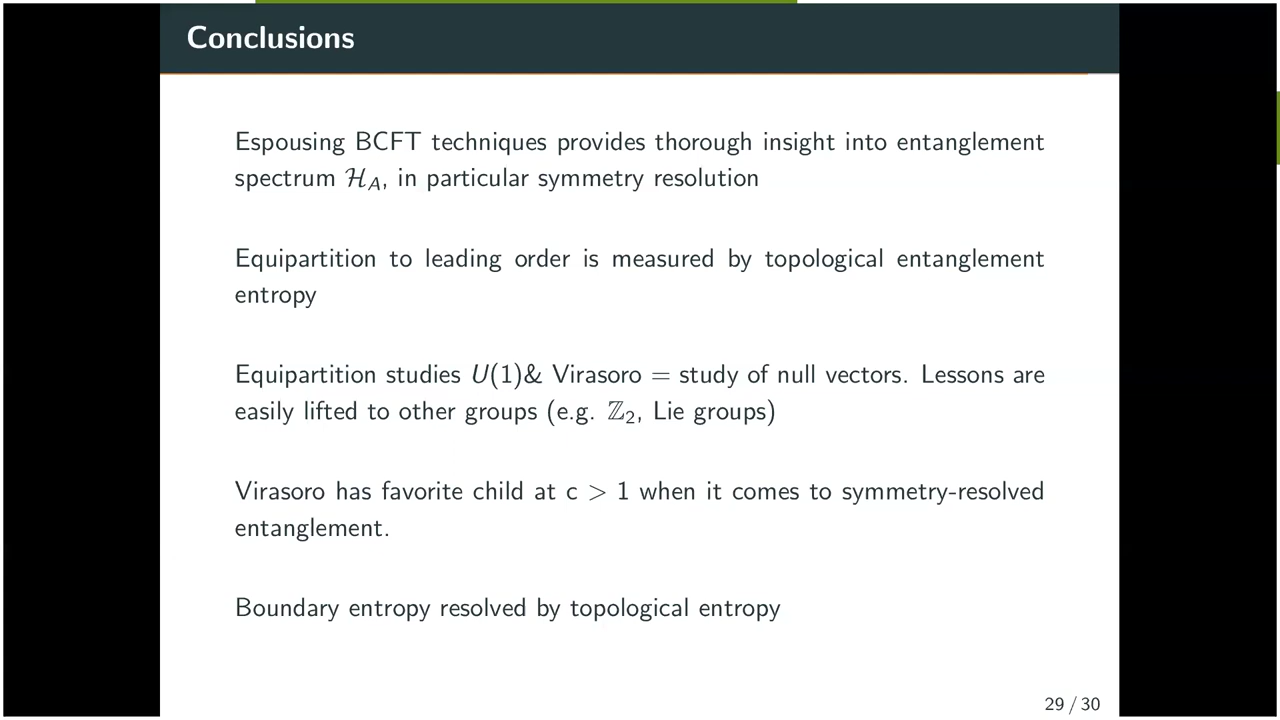 Conclusions
Espousing BCFT techniques provides thorough insight into entanglement
spectrum ℋ_A, in particular symmetry resolution
Equipartition to leading order is measured by topological entanglement
entropy
Equipartition studies U(1)& Virasoro = study of null vectors. Lessons are
easily lifted to other groups (e.g. ℤ₂, Lie groups)
Virasoro has favorite child at c > 1 when it comes to symmetry-resolved
entanglement.
Boundary entropy resolved by topological entropy
29 / 30